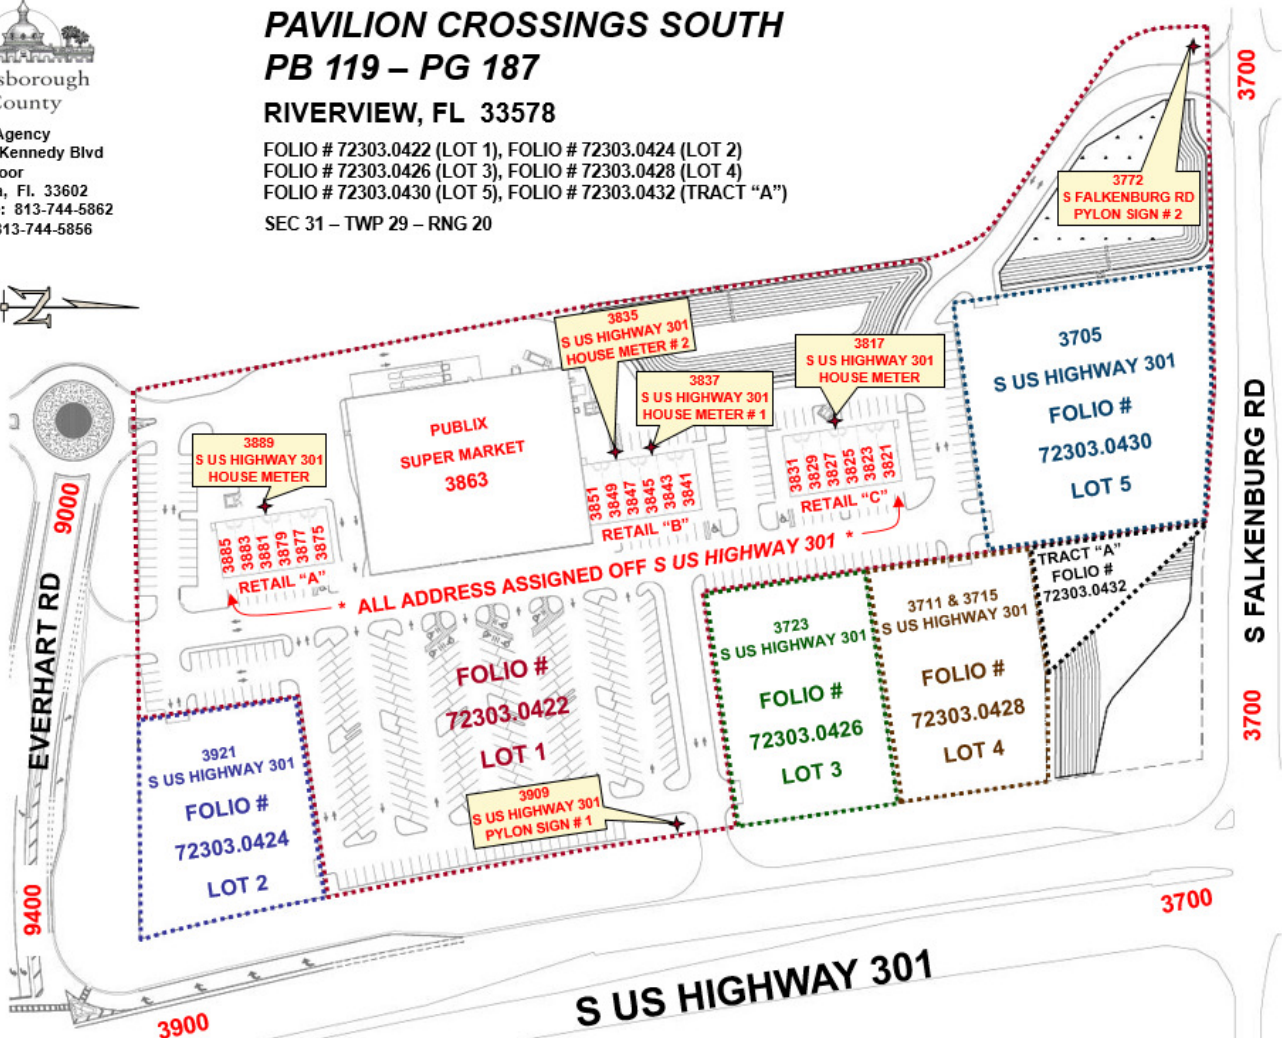 sborough
County
Agency
Kennedy Blvd
oor
, Fl. 33602
: 813-744-5862
813-744-5856
PAVILION CROSSINGS SOUTH
PB 119 – PG 187
RIVERVIEW, FL 33578
FOLIO # 72303.0422 (LOT 1), FOLIO # 72303.0424 (LOT 2)
FOLIO # 72303.0426 (LOT 3), FOLIO # 72303.0428 (LOT 4)
FOLIO # 72303.0430 (LOT 5), FOLIO # 72303.0432 (TRACT “A”)
SEC 31 – TWP 29 – RNG 20
N
3700
3772
S FALKENBURG RD
PYLON SIGN # 2
3835
S US HIGHWAY 301
HOUSE METER # 2
3817
S US HIGHWAY 301
HOUSE METER
3837
S US HIGHWAY 301
HOUSE METER # 1
3889
S US HIGHWAY 301
HOUSE METER
PUBLIX
SUPER MARKET
3863
3705
S US HIGHWAY 301
FOLIO #
72303.0430
LOT 5
S FALKENBURG RD
3700
9000
EVERHART RD
9400
3885
3883
3881
3879
3877
3875
RETAIL “A”
3851
3849
3847
3845
3843
3841
RETAIL “B”
3831
3829
3827
3825
3823
3821
RETAIL “C”
* ALL ADDRESS ASSIGNED OFF S US HIGHWAY 301 *
TRACT “A”
FOLIO #
72303.0432
3711 & 3715
S US HIGHWAY 301
FOLIO #
72303.0428
LOT 4
3723
S US HIGHWAY 301
FOLIO #
72303.0426
LOT 3
FOLIO #
72303.0422
LOT 1
3921
S US HIGHWAY 301
FOLIO #
72303.0424
LOT 2
3909
S US HIGHWAY 301
PYLON SIGN # 1
3700
S US HIGHWAY 301
3900